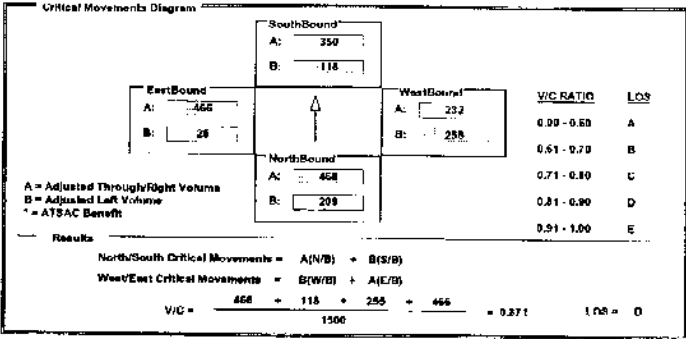 Critical Movements Diagram
SouthBound*
A: 350
B: 118
EastBound
A: 466
B: 26
WestBound
A: 232
B: 255
V/C RATIO LOS
0.00 - 0.60 A
0.61 - 0.70 B
0.71 - 0.80 C
0.81 - 0.90 D
0.91 - 1.00 E
NorthBound
A: 468
B: 209
A = Adjusted Through/Right Volume
B = Adjusted Left Volume
* = ATSAC Benefit
Results
North/South Critical Movements = A(N/B) + B(S/B)
West/East Critical Movements = B(W/B) + A(E/B)
V/C = 468 + 118 + 255 + 466 = 0.871 LOS = D
1500